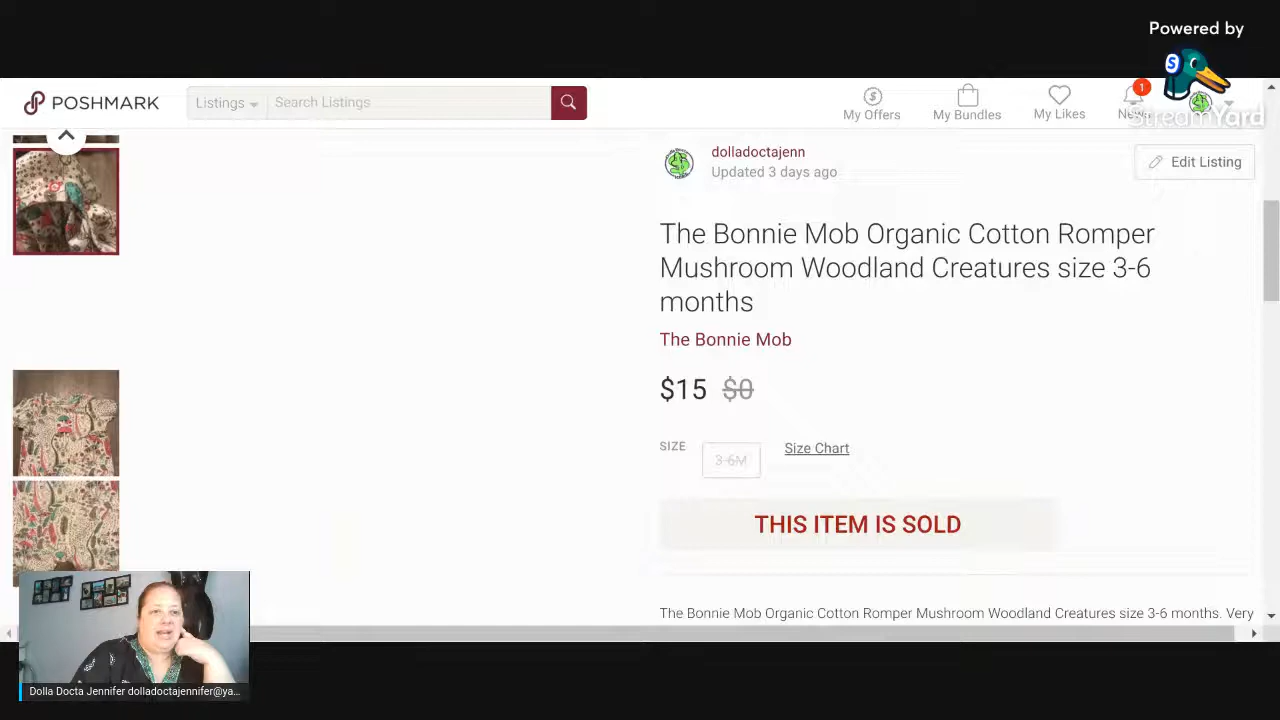 Powered by
StreamYard
POSHMARK
Listings
Search Listings
My Offers
My Bundles
My Likes
1
dolladoctajenn
Updated 3 days ago
Edit Listing
The Bonnie Mob Organic Cotton Romper
Mushroom Woodland Creatures size 3-6
months
The Bonnie Mob
$15 $0
SIZE
3-6M
Size Chart
THIS ITEM IS SOLD
The Bonnie Mob Organic Cotton Romper Mushroom Woodland Creatures size 3-6 months. Very
Dolla Docta Jennifer dolladoctajennifer@ya...